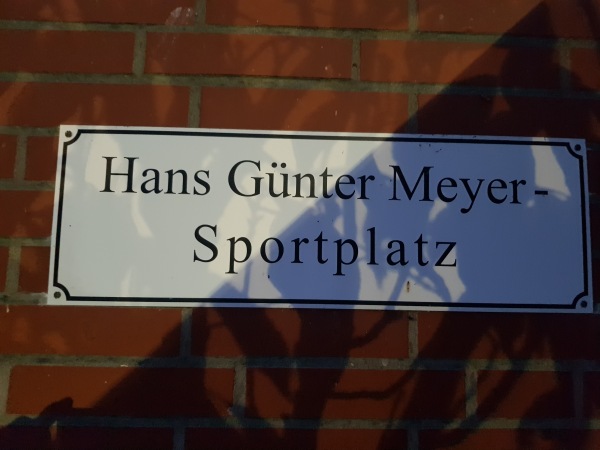 Hans Günter Meyer-
Sportplatz